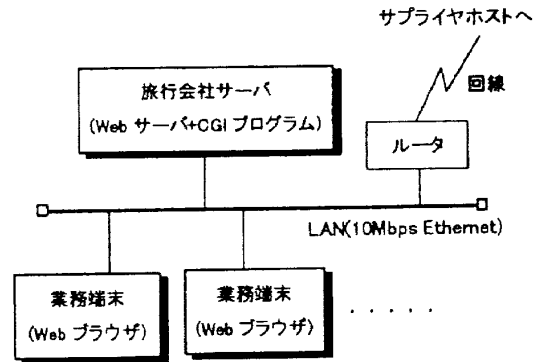 サプライヤホストへ
回線
旅行会社サーバ
(Web サーバ+CGI プログラム)
ルータ
LAN(10Mbps Ethernet)
業務端末
(Web ブラウザ)
業務端末
(Web ブラウザ)
. . . . .